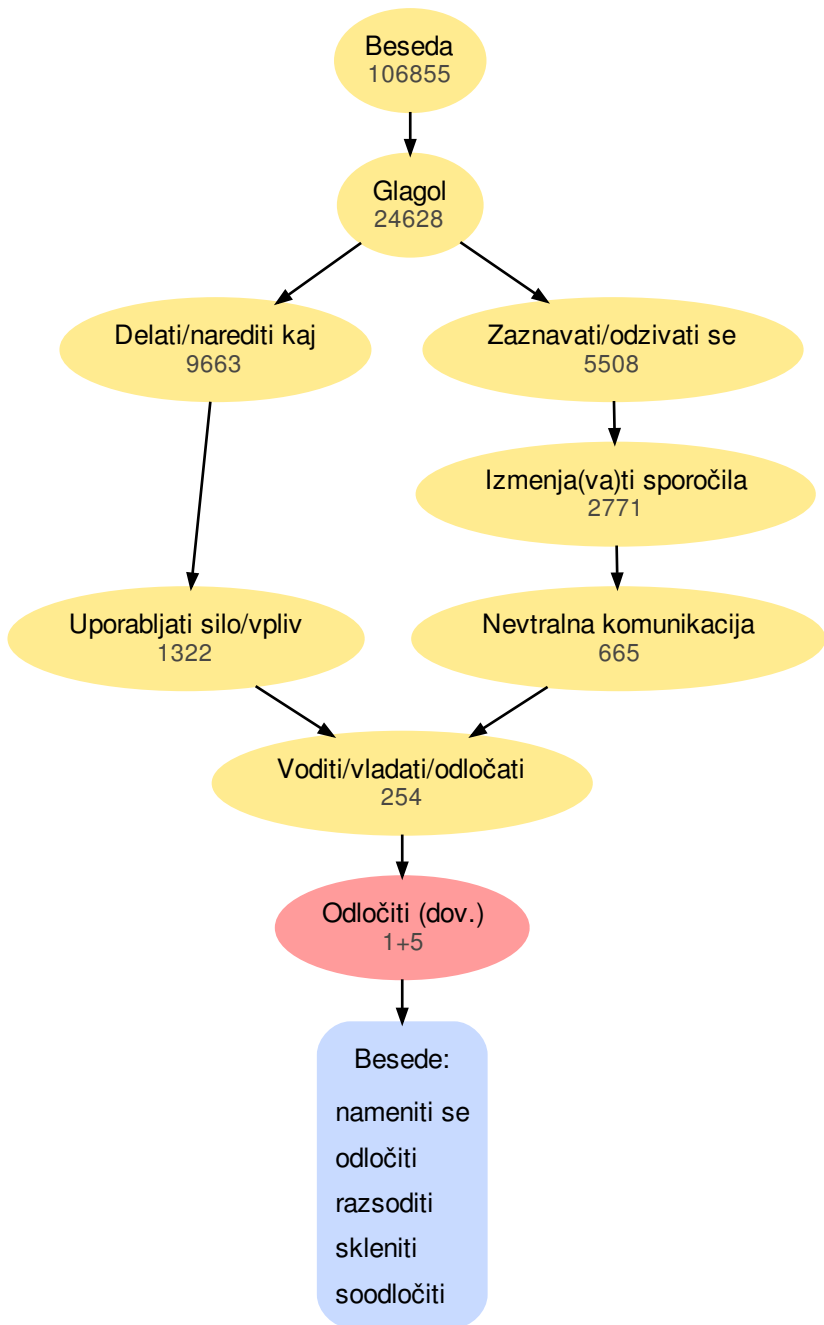 Beseda
106855
Glagol
24628
Delati/narediti kaj
9663
Zaznavati/odzivati se
5508
Izmenja(va)ti sporočila
2771
Uporabljati silo/vpliv
1322
Nevtralna komunikacija
665
Voditi/vladati/odločati
254
Odločiti (dov.)
1+5
Besede:
nameniti se
odločiti
razsoditi
skleniti
soodločiti